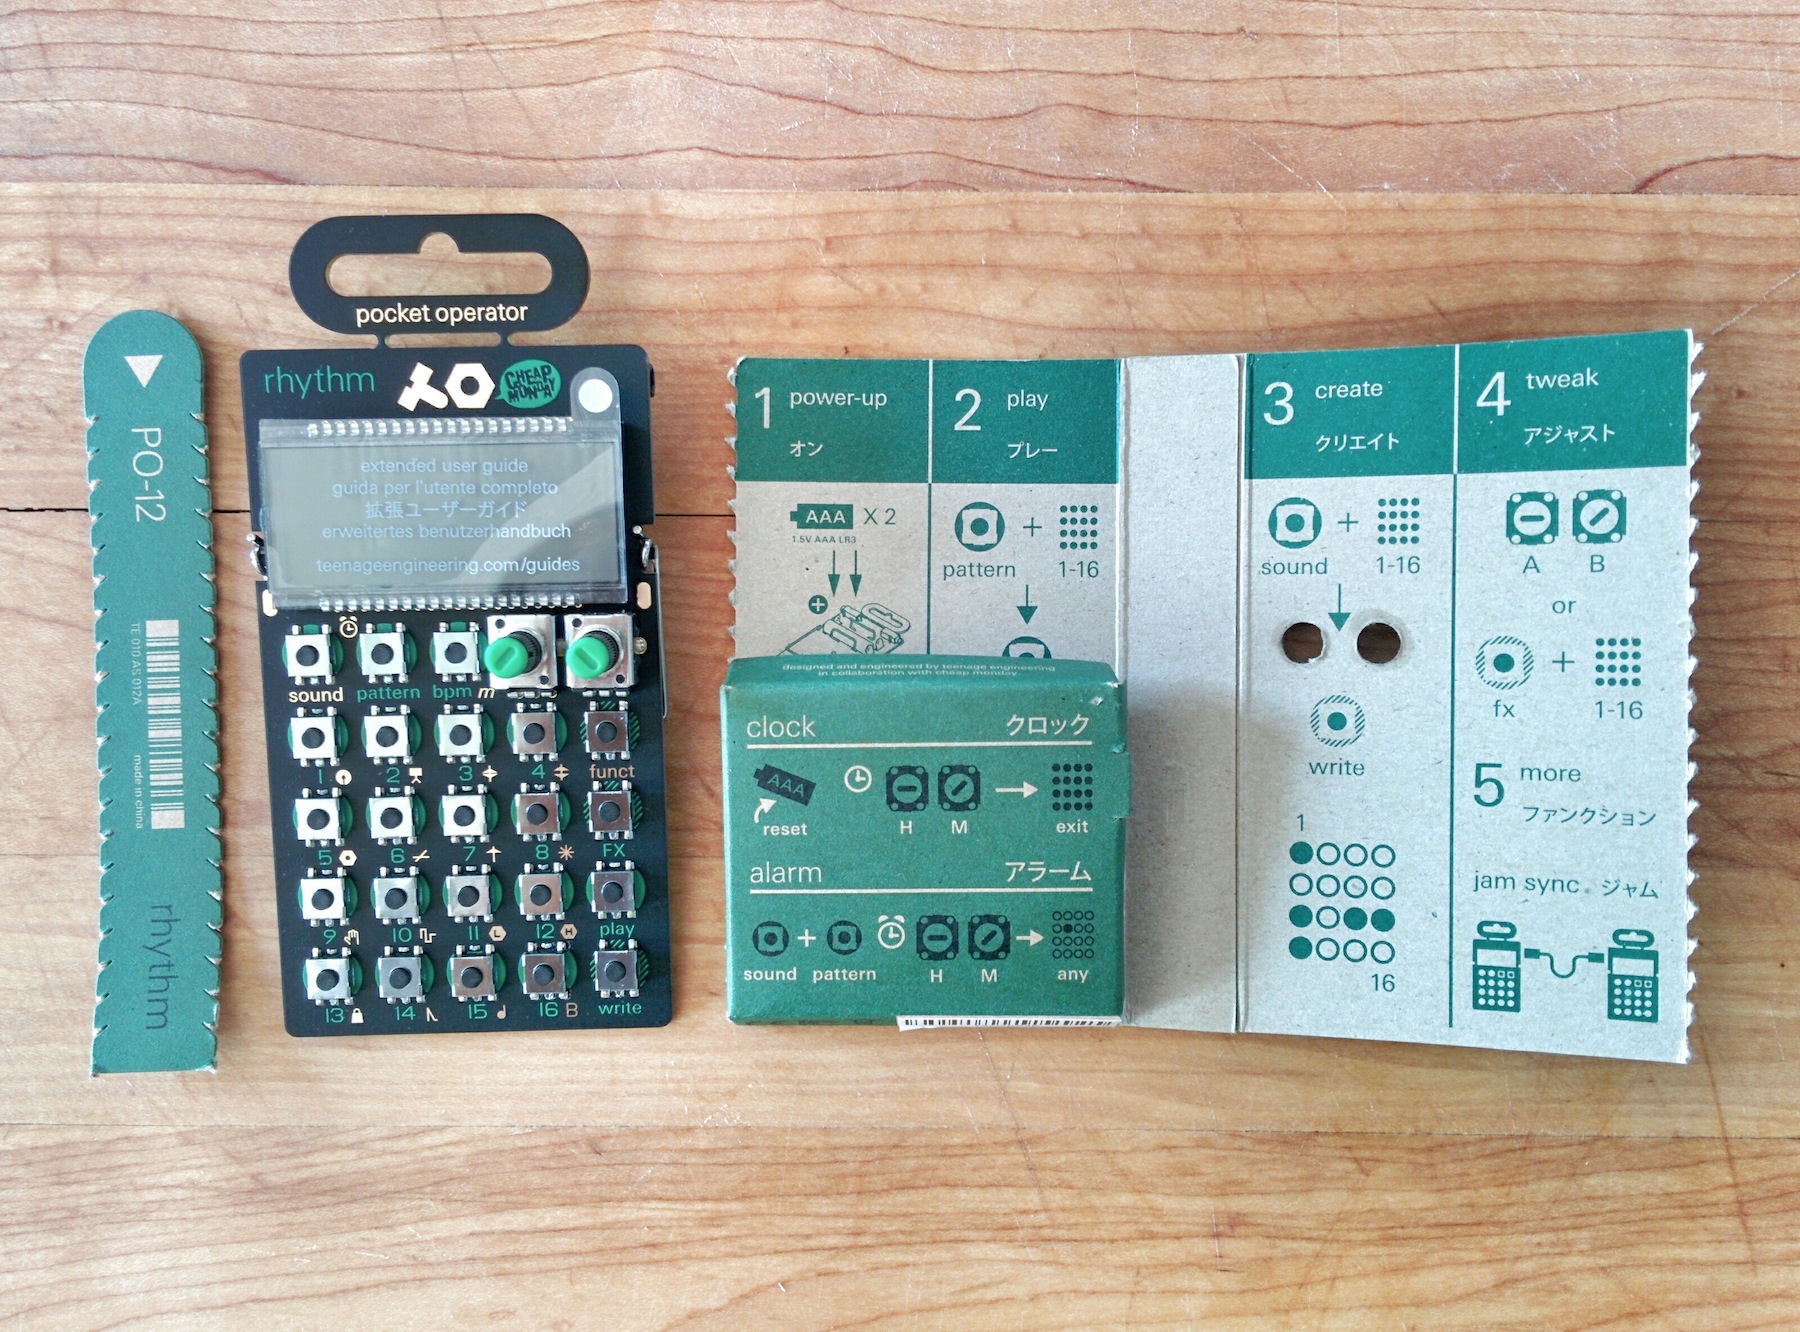 PO-12
TE 010 AS 012A
made in china
rhythm
pocket operator
rhythm
CHEAP
MONDAY
extended user guide
guida per l'utente completo
拡張ユーザーガイド
erweitertes benutzerhandbuch
teenageengineering.com/guides
sound pattern bpm m
1 2 3 4 funct
5 6 7 8 FX
9 10 11 L 12 H play
13 14 15 16 B write
1 power-up
オン
AAA X 2
1.5V AAA LR3
+
2 play
プレー
+
pattern 1-16
designed and engineered by teenage engineering
in collaboration with cheap monday.
clock クロック
AAA
reset H M exit
alarm アラーム
+
sound pattern H M any
3 create
クリエイト
+
sound 1-16
write
1
16
4 tweak
アジャスト
A B
or
+
fx 1-16
5 more
ファンクション
jam sync ジャム